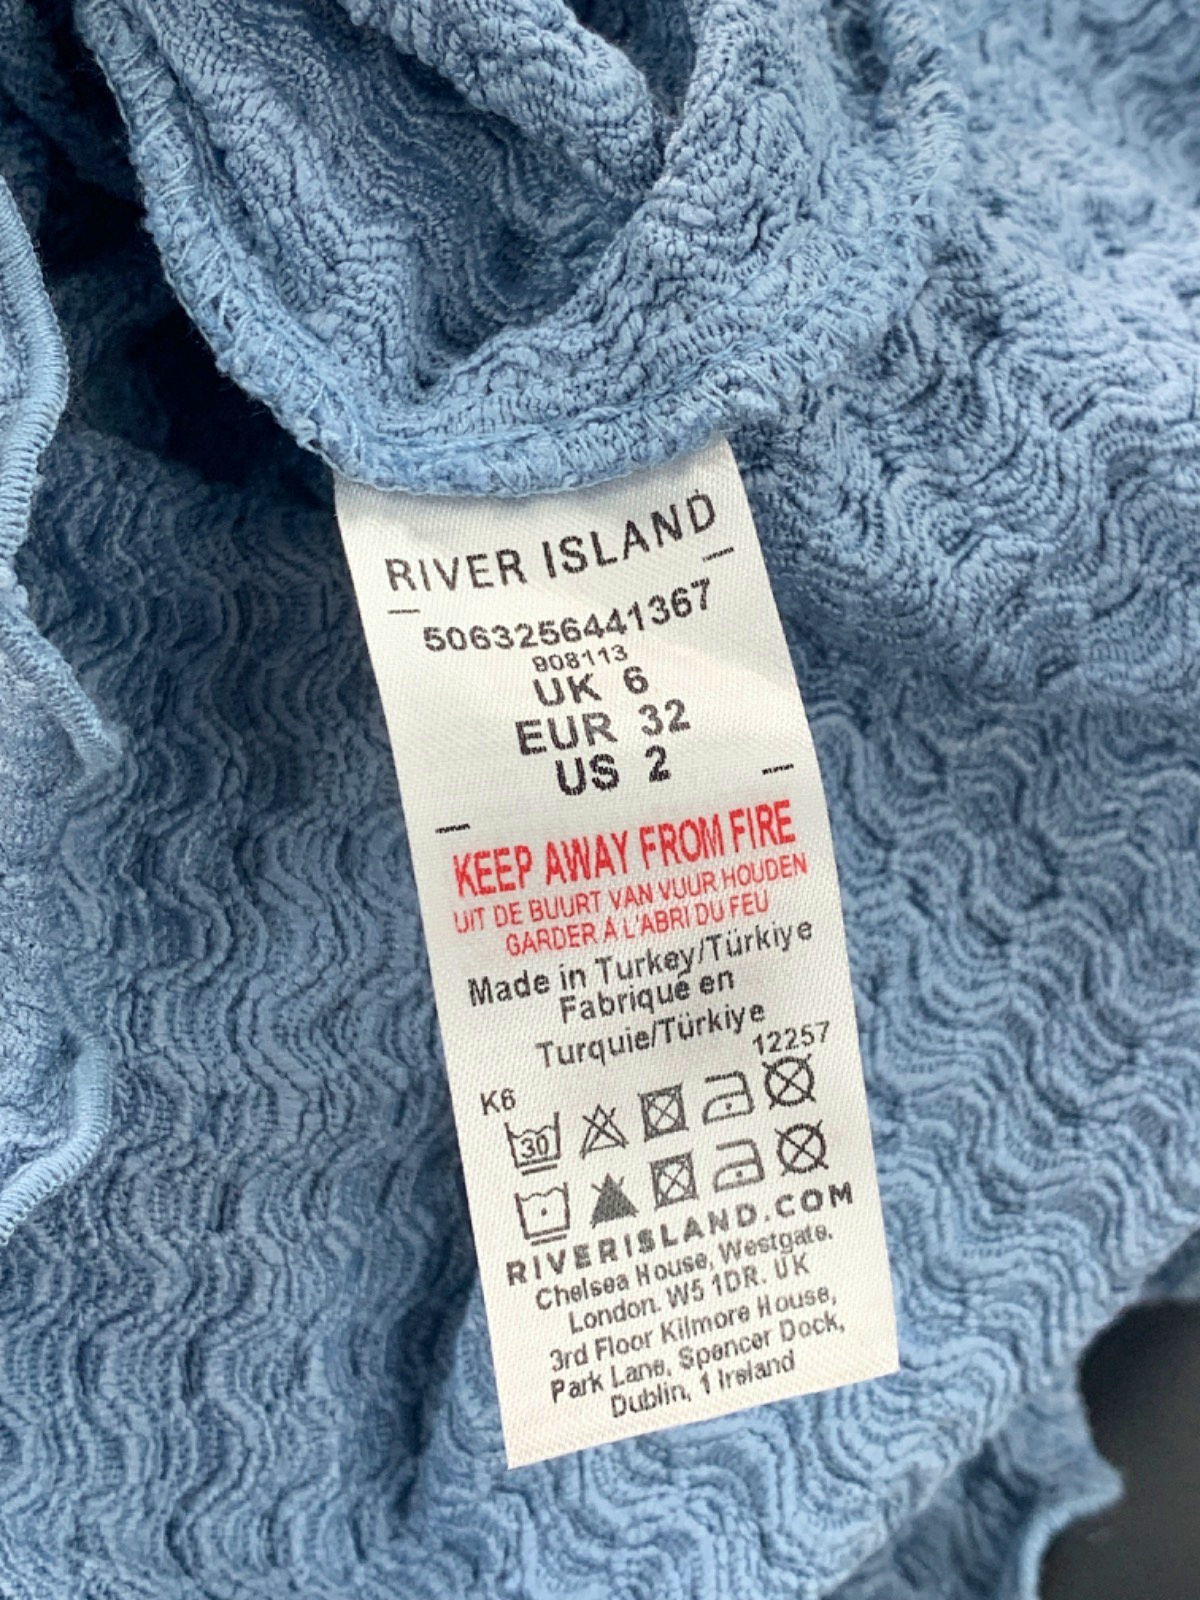 RIVER ISLAND
5063256441367
908113
UK 6
EUR 32
US 2
KEEP AWAY FROM FIRE
UIT DE BUURT VAN VUUR HOUDEN
GARDER À L'ABRI DU FEU
Made in Turkey/Türkiye
Fabrique en
Turquie/Türkiye
12257
K6
30
RIVERISLAND.COM
Chelsea House, Westgate.
London. W5 1DR. UK
3rd Floor Kilmore House,
Park Lane, Spencer Dock,
Dublin, 1 Ireland